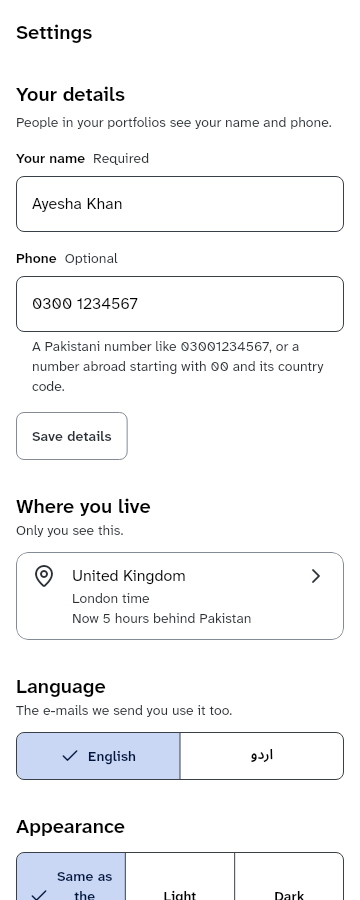 Settings
Your details
People in your portfolios see your name and phone.
Your name Required
Ayesha Khan
Phone Optional
0300 1234567
A Pakistani number like 03001234567, or a
number abroad starting with 00 and its country
code.
Save details
Where you live
Only you see this.
United Kingdom
London time
Now 5 hours behind Pakistan
Language
The e-mails we send you use it too.
English
اردو
Appearance
Same as
the
Light
Dark